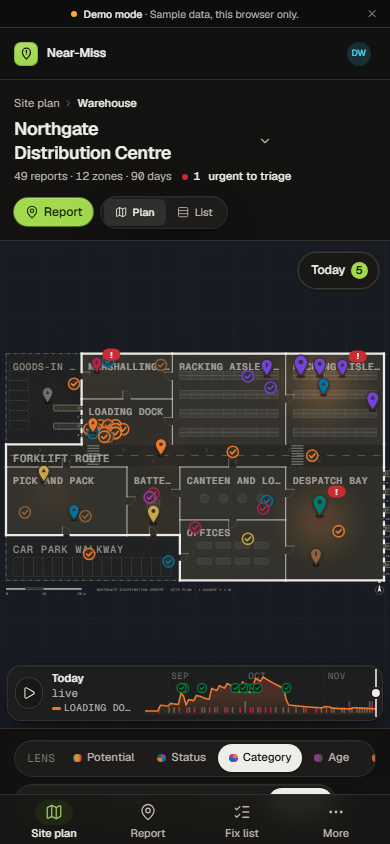 Demo mode · Sample data, this browser only.
Near-Miss
DW
Site plan > Warehouse
Northgate
Distribution Centre
49 reports · 12 zones · 90 days 1 urgent to triage
Report
Plan
List
Today 5
GOODS-IN
RACKING AISLE…
LOADING DOCK
FORKLIFT ROUTE
PICK AND PACK
BATTE…
CANTEEN AND LO…
DESPATCH BAY
OFFICES
CAR PARK WALKWAY
Today
live
LOADING DO…
SEP
OCT
NOV
LENS
Potential
Status
Category
Age
Site plan
Report
Fix list
More